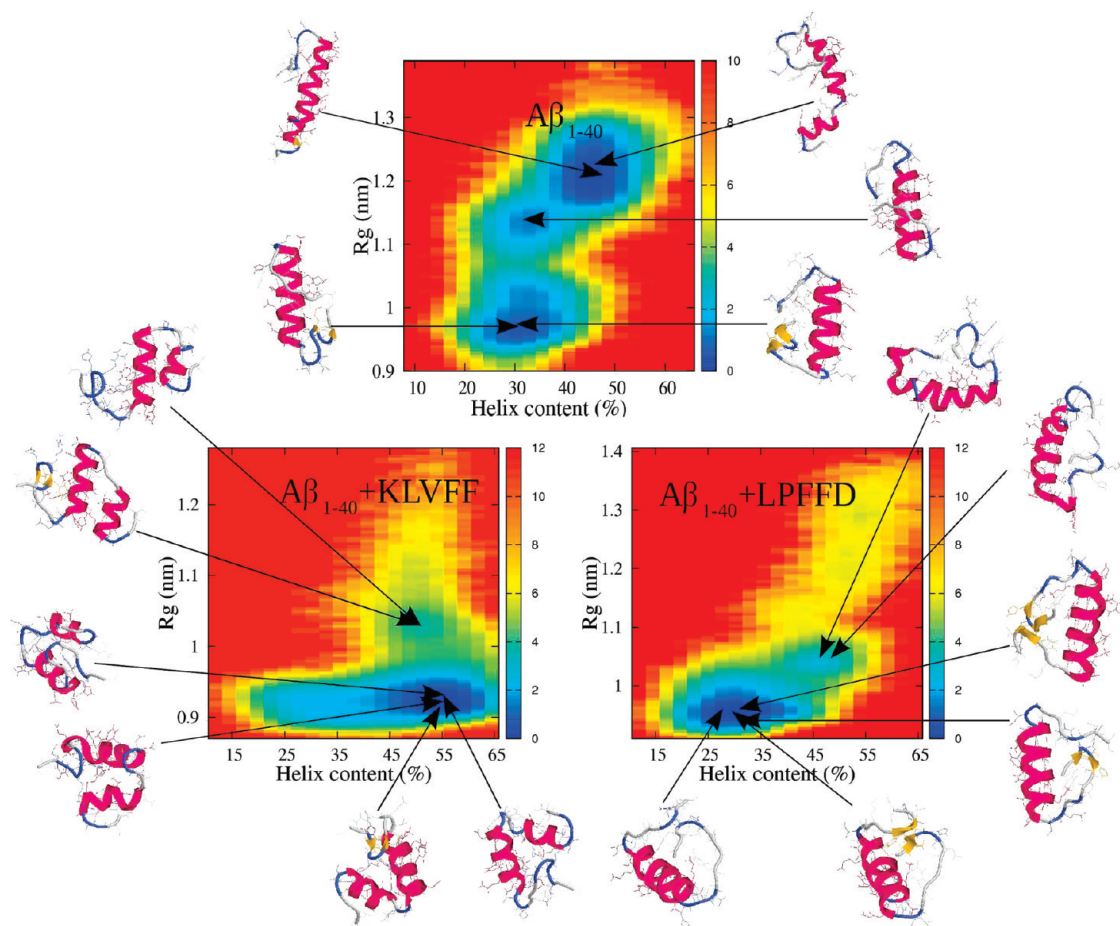 Aβ1-40
Rg (nm)
1.3
1.2
1.1
1
0.9
10 20 30 40 50 60
Helix content (%)
10
8
6
4
2
0
Aβ1-40+KLVFF
Rg (nm)
1.2
1.1
1
0.9
15 25 35 45 55 65
Helix content (%)
12
10
8
6
4
2
0
Aβ1-40+LPFFD
Rg (nm)
1.4
1.3
1.2
1.1
1
15 25 35 45 55 65
Helix content (%)
12
10
8
6
4
2
0